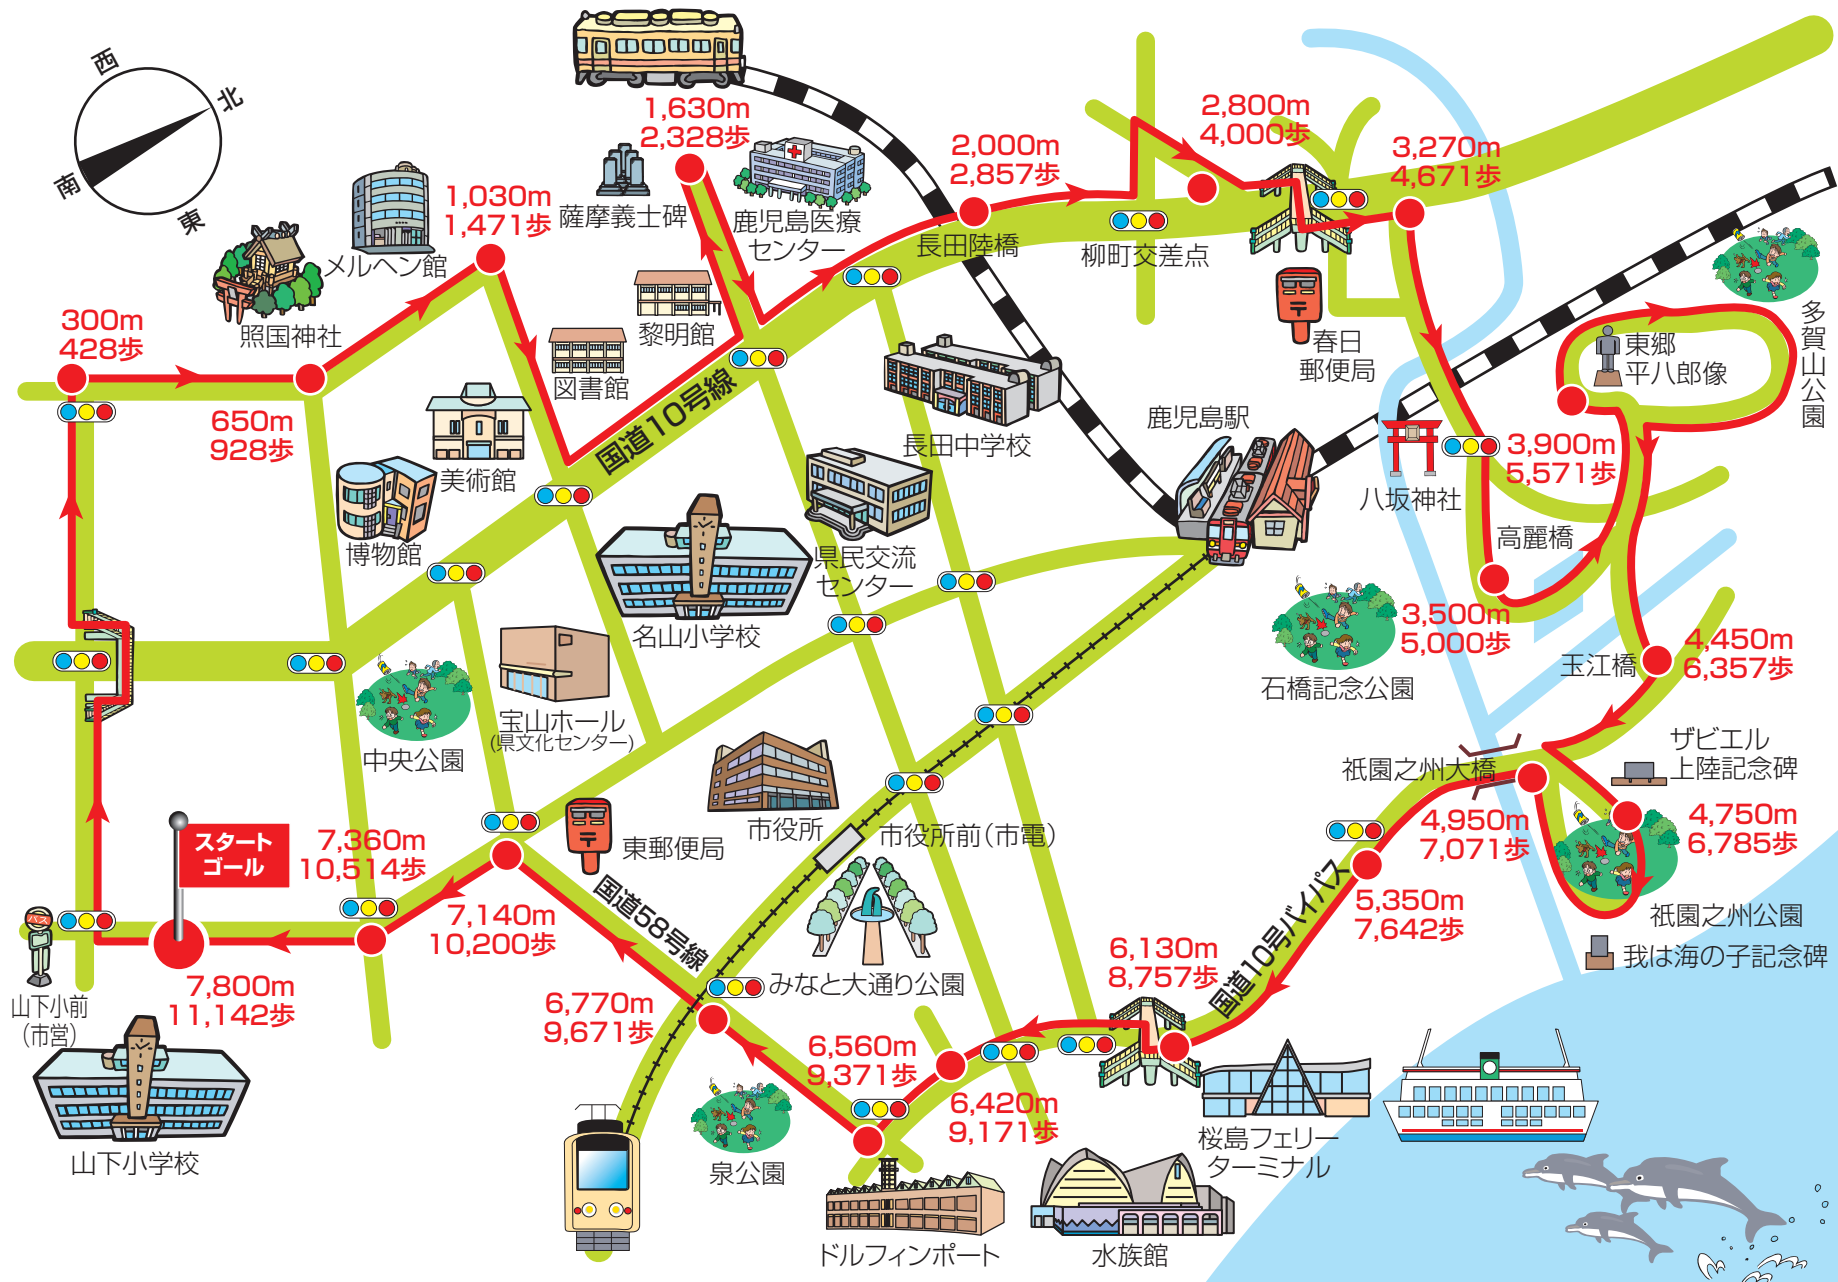 西
北
南
東
1,630m
2,328歩
薩摩義士碑
鹿児島医療
センター
2,000m
2,857歩
長田陸橋
2,800m
4,000歩
柳町交差点
3,270m
4,671歩
1,030m
1,471歩
メルヘン館
照国神社
300m
428歩
650m
928歩
黎明館
図書館
美術館
博物館
国道10号線
長田中学校
鹿児島駅
春日
郵便局
東郷
平八郎像
多賀山公園
八坂神社
3,900m
5,571歩
高麗橋
3,500m
5,000歩
石橋記念公園
県民交流
センター
名山小学校
宝山ホール
(県文化センター)
中央公園
玉江橋
4,450m
6,357歩
ザビエル
上陸記念碑
祇園之州大橋
4,950m
7,071歩
4,750m
6,785歩
祇園之州公園
我は海の子記念碑
市役所
市役所前(市電)
東郵便局
スタート
ゴール
7,360m
10,514歩
7,140m
10,200歩
国道58号線
みなと大通り公園
国道10号バイパス
5,350m
7,642歩
6,130m
8,757歩
バス
山下小前
(市営)
7,800m
11,142歩
山下小学校
6,770m
9,671歩
6,560m
9,371歩
6,420m
9,171歩
泉公園
ドルフィンポート
水族館
桜島フェリー
ターミナル